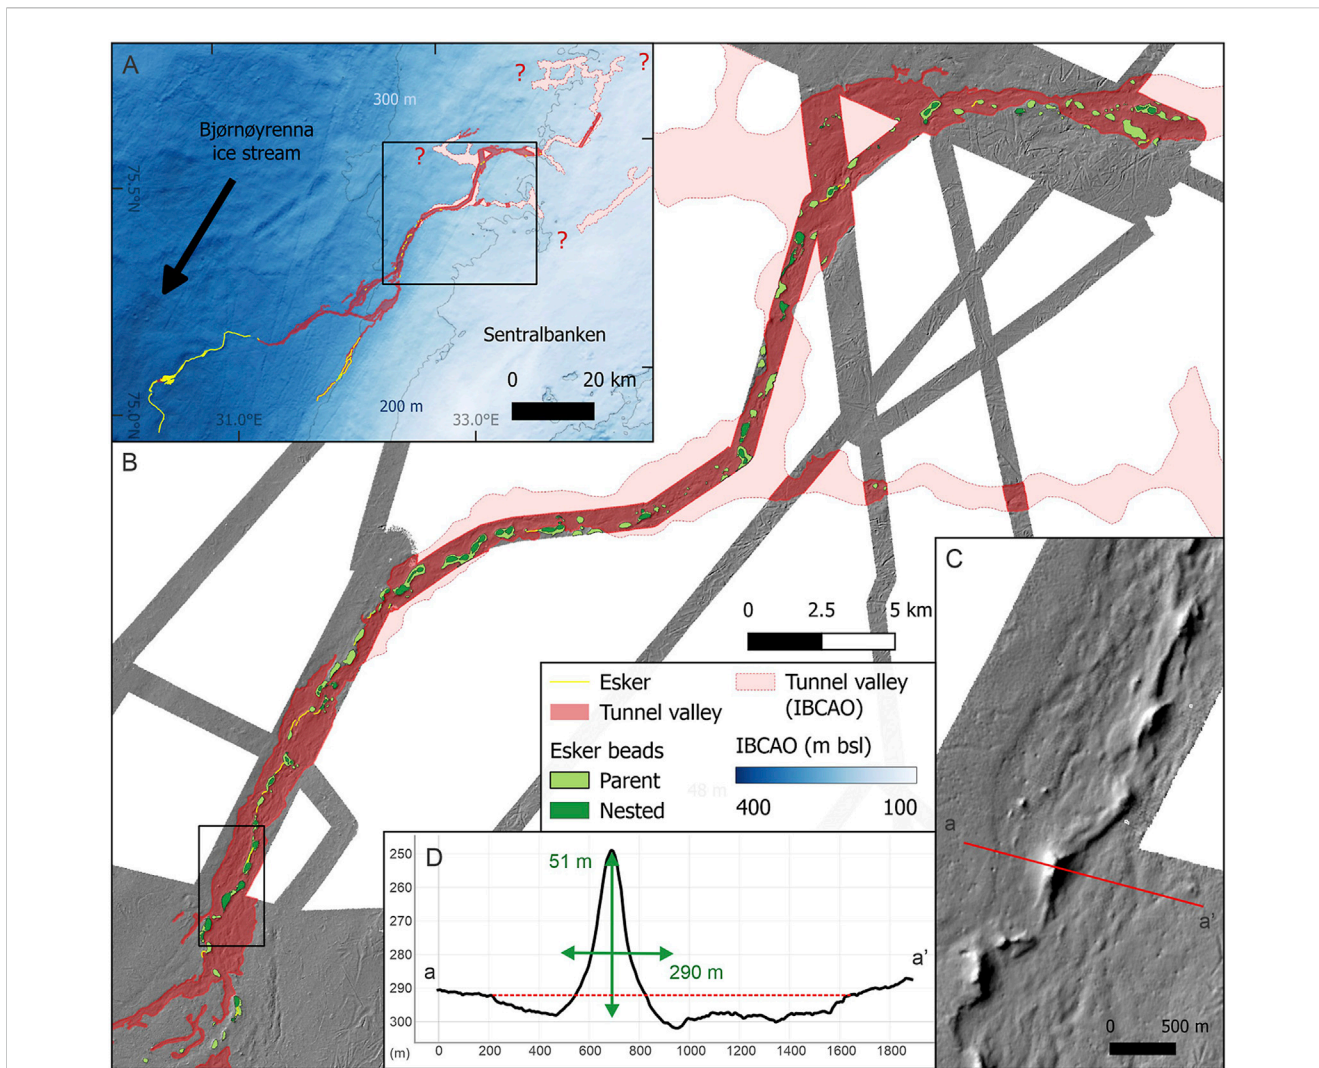 A
300 m
?
?
Bjørnøyrenna
ice stream
?
75.5°N
?
Sentralbanken
0 20 km
200 m
75.0°N
31.0°E
33.0°E
B
C
0 2.5 5 km
Esker
Tunnel valley
Tunnel valley
(IBCAO)
Esker beads
Parent
Nested
IBCAO (m bsl)
400 100
48 m
a
a'
0 500 m
D
51 m
290 m
a
a'
250
260
270
280
290
300
(m) 0 200 400 600 800 1000 1200 1400 1600 1800